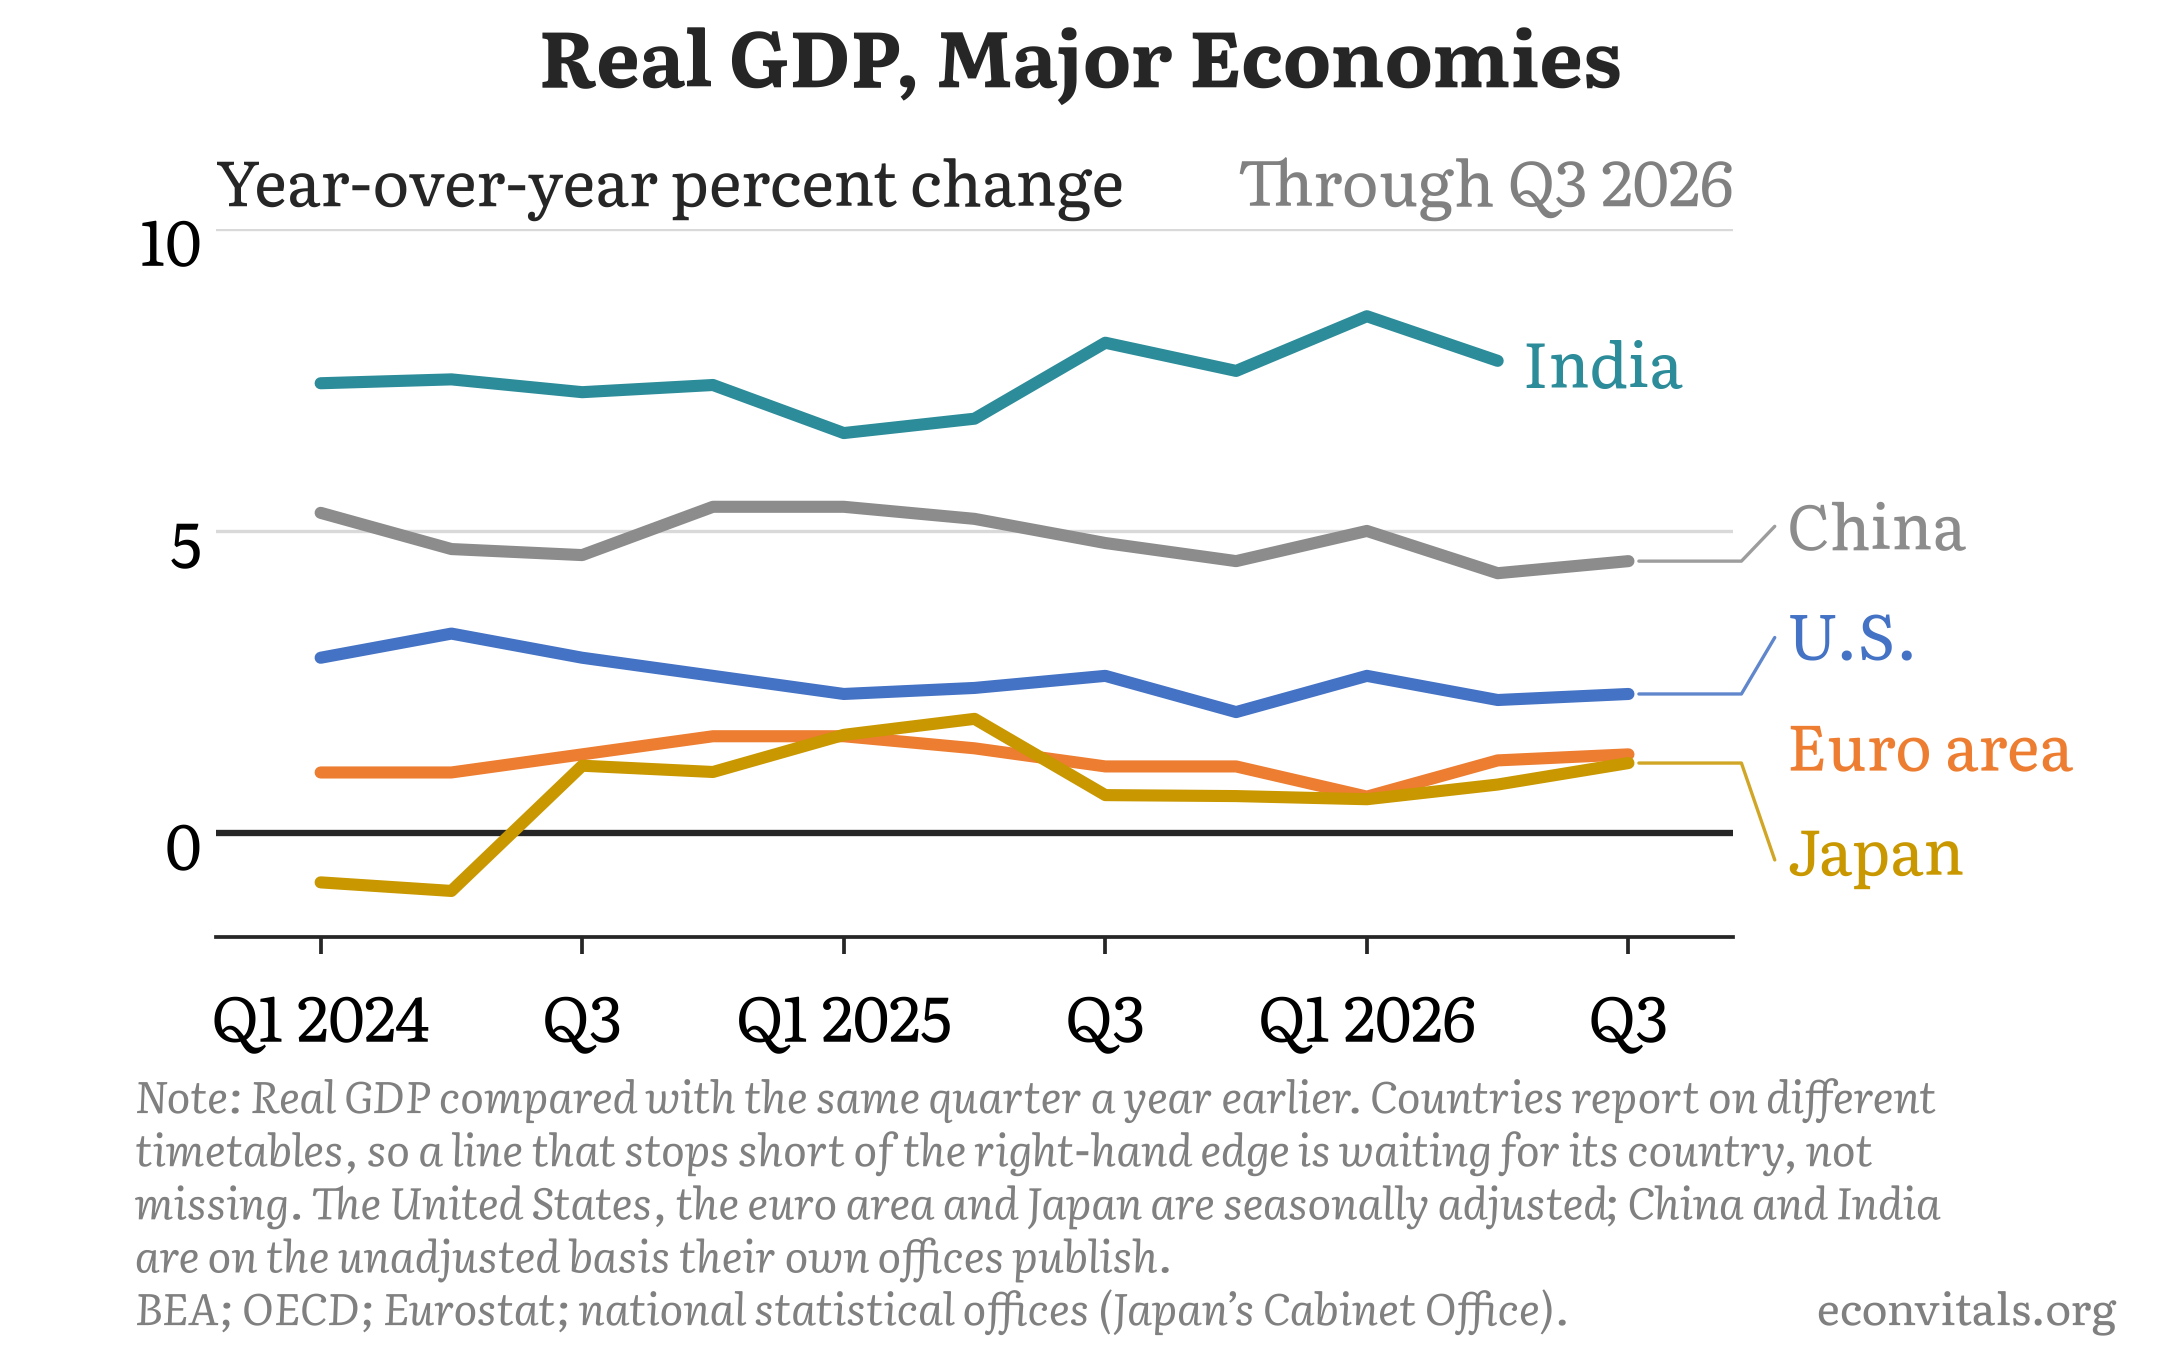 Real GDP, Major Economies
Year-over-year percent change
Through Q3 2026
10
5
0
India
China
U.S.
Euro area
Japan
Q1 2024
Q3
Q1 2025
Q3
Q1 2026
Q3
Note: Real GDP compared with the same quarter a year earlier. Countries report on different
timetables, so a line that stops short of the right-hand edge is waiting for its country, not
missing. The United States, the euro area and Japan are seasonally adjusted; China and India
are on the unadjusted basis their own offices publish.
BEA; OECD; Eurostat; national statistical offices (Japan’s Cabinet Office).
econvitals.org